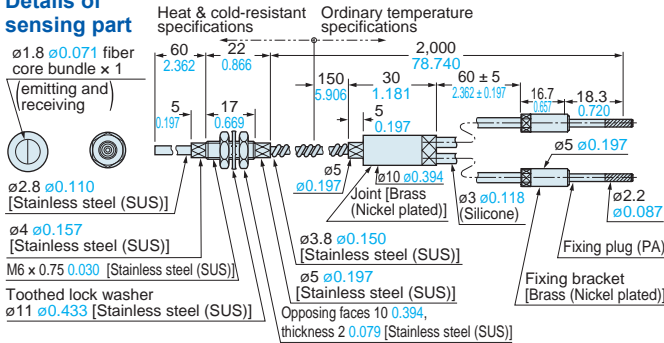 Details of
sensing part
Heat & cold-resistant
specifications
Ordinary temperature
specifications
ø1.8 ø0.071 fiber
core bundle × 1
(emitting and
receiving)
60
2.362
22
0.866
2,000
78.740
150
5.906
30
1.181
60 ± 5
2.362 ± 0.197
16.7
0.657
18.3
0.720
5
0.197
17
0.669
5
0.197
ø5 ø0.197
ø5
ø0.197
ø10 ø0.394
Joint [Brass
(Nickel plated)]
ø3 ø0.118
(Silicone)
ø2.2
ø0.087
ø2.8 ø0.110
[Stainless steel (SUS)]
ø4 ø0.157
[Stainless steel (SUS)]
M6 x 0.75 0.030 [Stainless steel (SUS)]
Toothed lock washer
ø11 ø0.433 [Stainless steel (SUS)]
ø3.8 ø0.150
[Stainless steel (SUS)]
ø5 ø0.197
[Stainless steel (SUS)]
Opposing faces 10 0.394,
thickness 2 0.079 [Stainless steel (SUS)]
Fixing plug (PA)
Fixing bracket
[Brass (Nickel plated)]